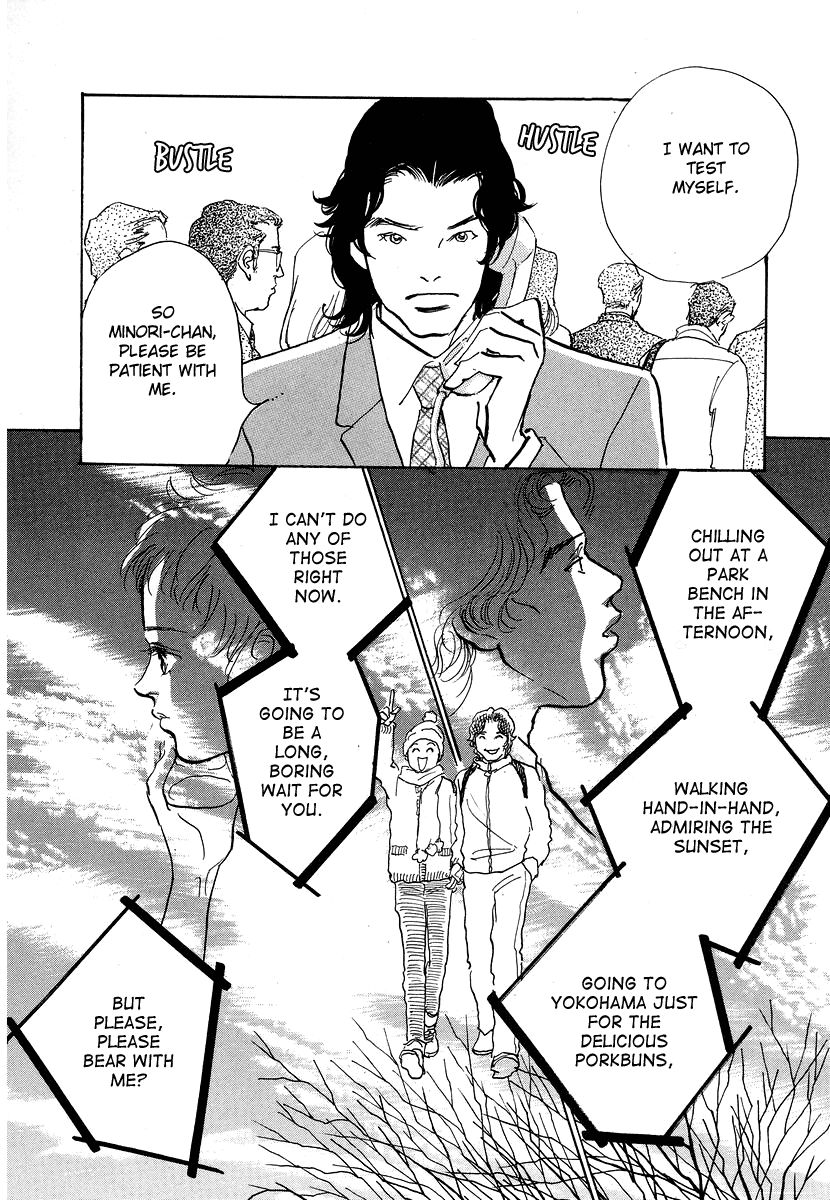 HUSTLE
BUSTLE
I WANT TO
TEST
MYSELF.
SO
MINORI-CHAN,
PLEASE BE
PATIENT WITH
ME.
CHILLING
OUT AT A
PARK
BENCH IN
THE AF-
TERNOON,
WALKING
HAND-IN-HAND,
ADMIRING THE
SUNSET,
GOING TO
YOKOHAMA JUST
FOR THE
DELICIOUS
PORKBUNS,
I CAN'T DO
ANY OF
THOSE
RIGHT
NOW.
IT'S
GOING TO
BE A
LONG,
BORING
WAIT FOR
YOU.
BUT
PLEASE,
PLEASE
BEAR WITH
ME?